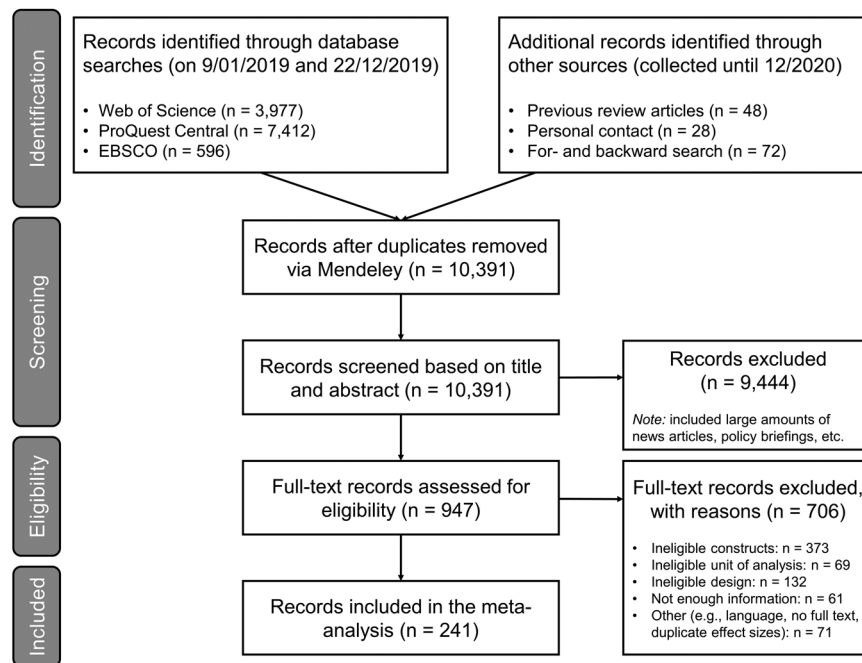 Identification
Records identified through database
searches (on 9/01/2019 and 22/12/2019)
• Web of Science (n = 3,977)
• ProQuest Central (n = 7,412)
• EBSCO (n = 596)
Additional records identified through
other sources (collected until 12/2020)
• Previous review articles (n = 48)
• Personal contact (n = 28)
• For- and backward search (n = 72)
Screening
Records after duplicates removed
via Mendeley (n = 10,391)
Records screened based on title
and abstract (n = 10,391)
Records excluded
(n = 9,444)
Note: included large amounts of
news articles, policy briefings, etc.
Eligibility
Full-text records assessed for
eligibility (n = 947)
Full-text records excluded,
with reasons (n = 706)
• Ineligible constructs: n = 373
• Ineligible unit of analysis: n = 69
• Ineligible design: n = 132
• Not enough information: n = 61
• Other (e.g., language, no full text,
duplicate effect sizes): n = 71
Included
Records included in the meta-
analysis (n = 241)